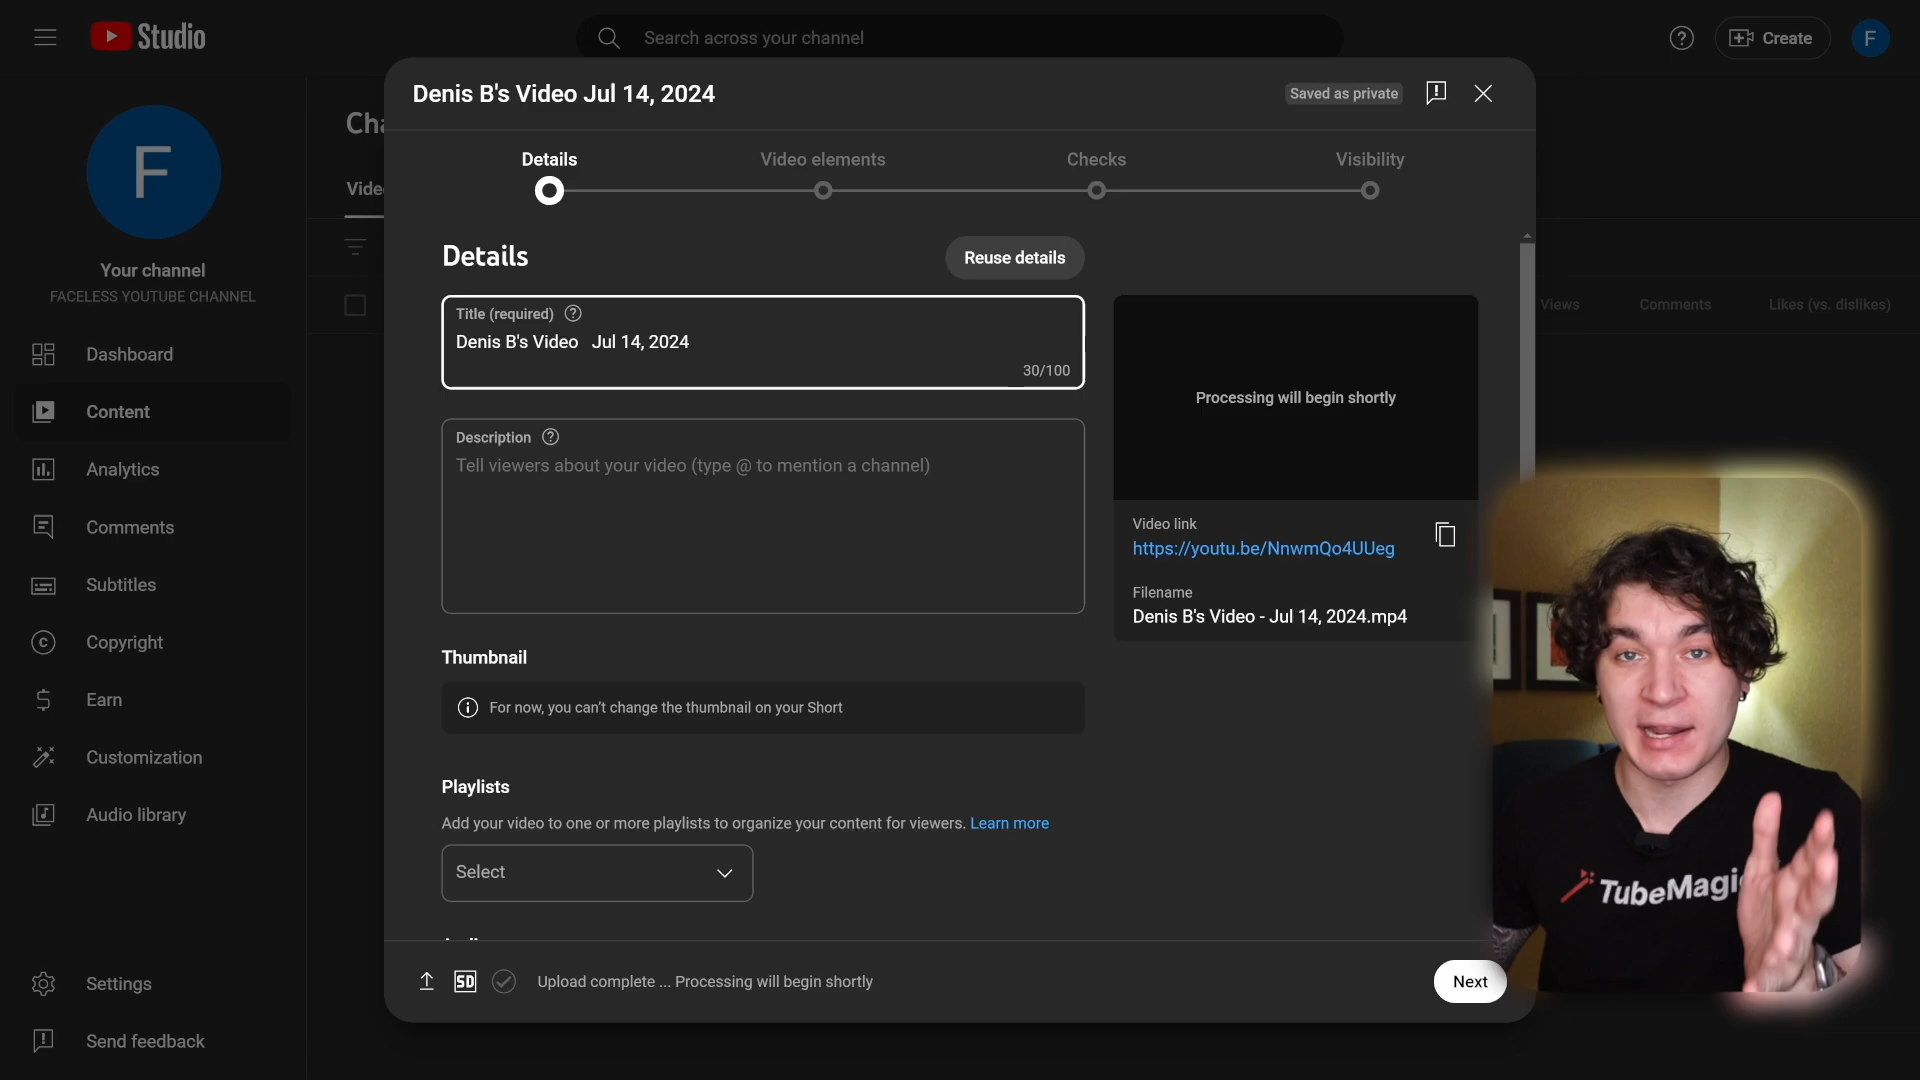 Studio
Search across your channel
Create
F
Denis B's Video Jul 14, 2024
Saved as private
F
Your channel
FACELESS YOUTUBE CHANNEL
Details
Video elements
Checks
Visibility
Details
Reuse details
Title (required)
Denis B's Video Jul 14, 2024
30/100
Views
Comments
Likes (vs. dislikes)
Processing will begin shortly
Dashboard
Content
Analytics
Comments
Subtitles
Copyright
Earn
Customization
Audio library
Settings
Send feedback
Description
Tell viewers about your video (type @ to mention a channel)
Video link
https://youtu.be/NnwmQo4UUeg
Filename
Denis B's Video - Jul 14, 2024.mp4
Thumbnail
For now, you can't change the thumbnail on your Short
Playlists
Add your video to one or more playlists to organize your content for viewers. Learn more
Select
TubeMagic
SD
Upload complete ... Processing will begin shortly
Next